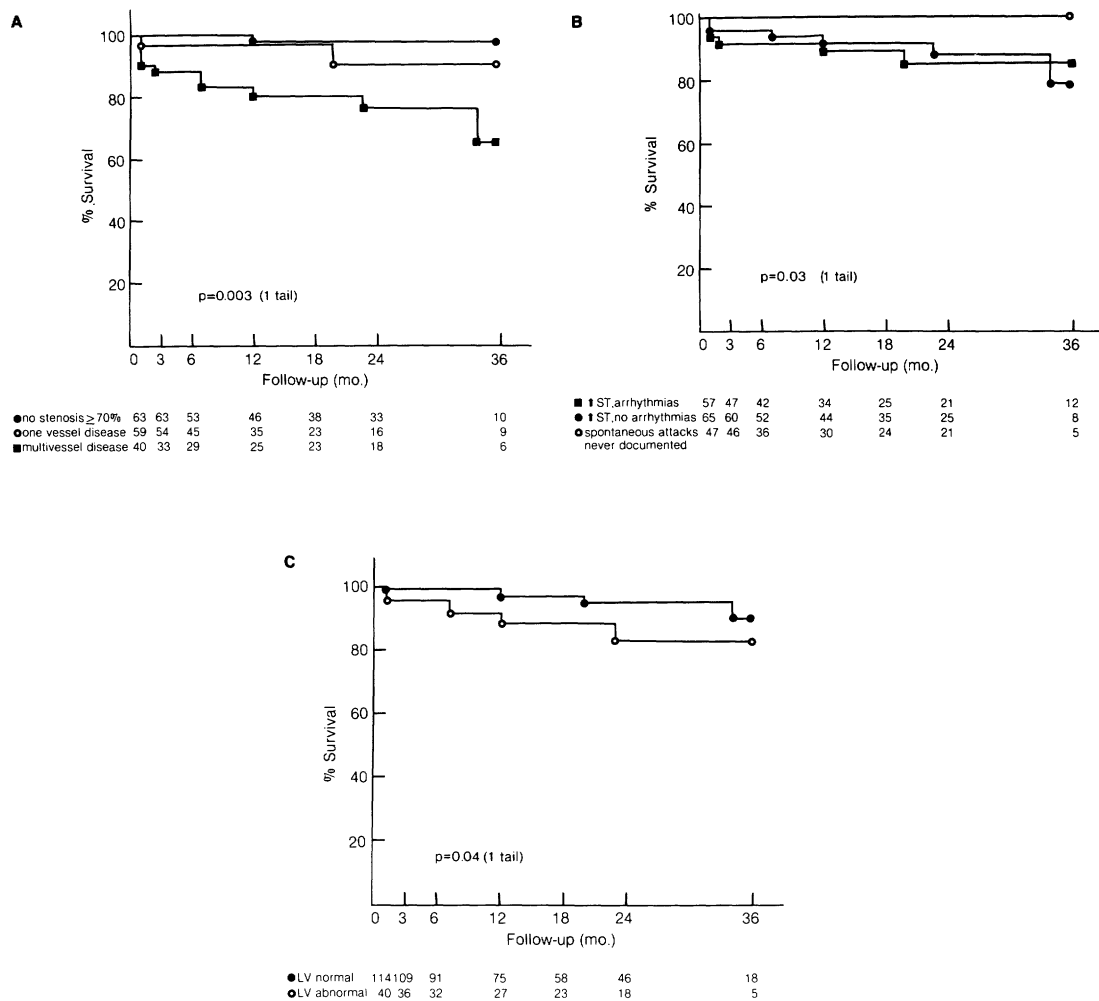 A
100
80
60
40
20
% Survival
p=0.003 (1 tail)
0 3 6 12 18 24 36
Follow-up (mo.)
●no stenosis ≥70% 63 63 53 46 38 33 10
○one vessel disease 59 54 45 35 23 16 9
■multivessel disease 40 33 29 25 23 18 6
B
100
80
60
40
20
% Survival
p=0.03 (1 tail)
0 3 6 12 18 24 36
Follow-up (mo.)
■ ⬆ST,arrhythmias 57 47 42 34 25 21 12
● ⬆ST,no arrhythmias 65 60 52 44 35 25 8
○ spontaneous attacks 47 46 36 30 24 21 5
never documented
C
100
80
60
40
20
% Survival
p=0.04 (1 tail)
0 3 6 12 18 24 36
Follow-up (mo.)
●LV normal 114 109 91 75 58 46 18
○LV abnormal 40 36 32 27 23 18 5